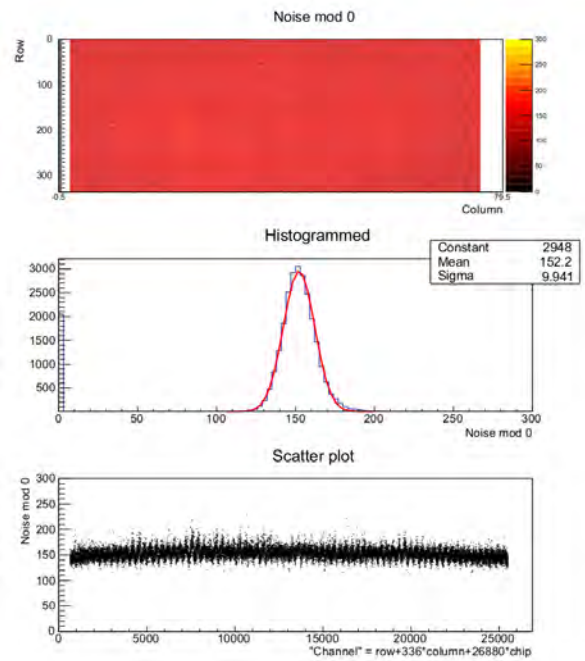 Noise mod 0
Row
0
100
200
300
-0.5
79.5
Column
300
250
200
150
100
50
0
Histogrammed
Constant 2948
Mean 152.2
Sigma 9.941
3000
2500
2000
1500
1000
500
0 50 100 150 200 250 300
Noise mod 0
Scatter plot
Noise mod 0
300
250
200
150
100
50
0
0 5000 10000 15000 20000 25000
"Channel" = row+336*column+26880*chip